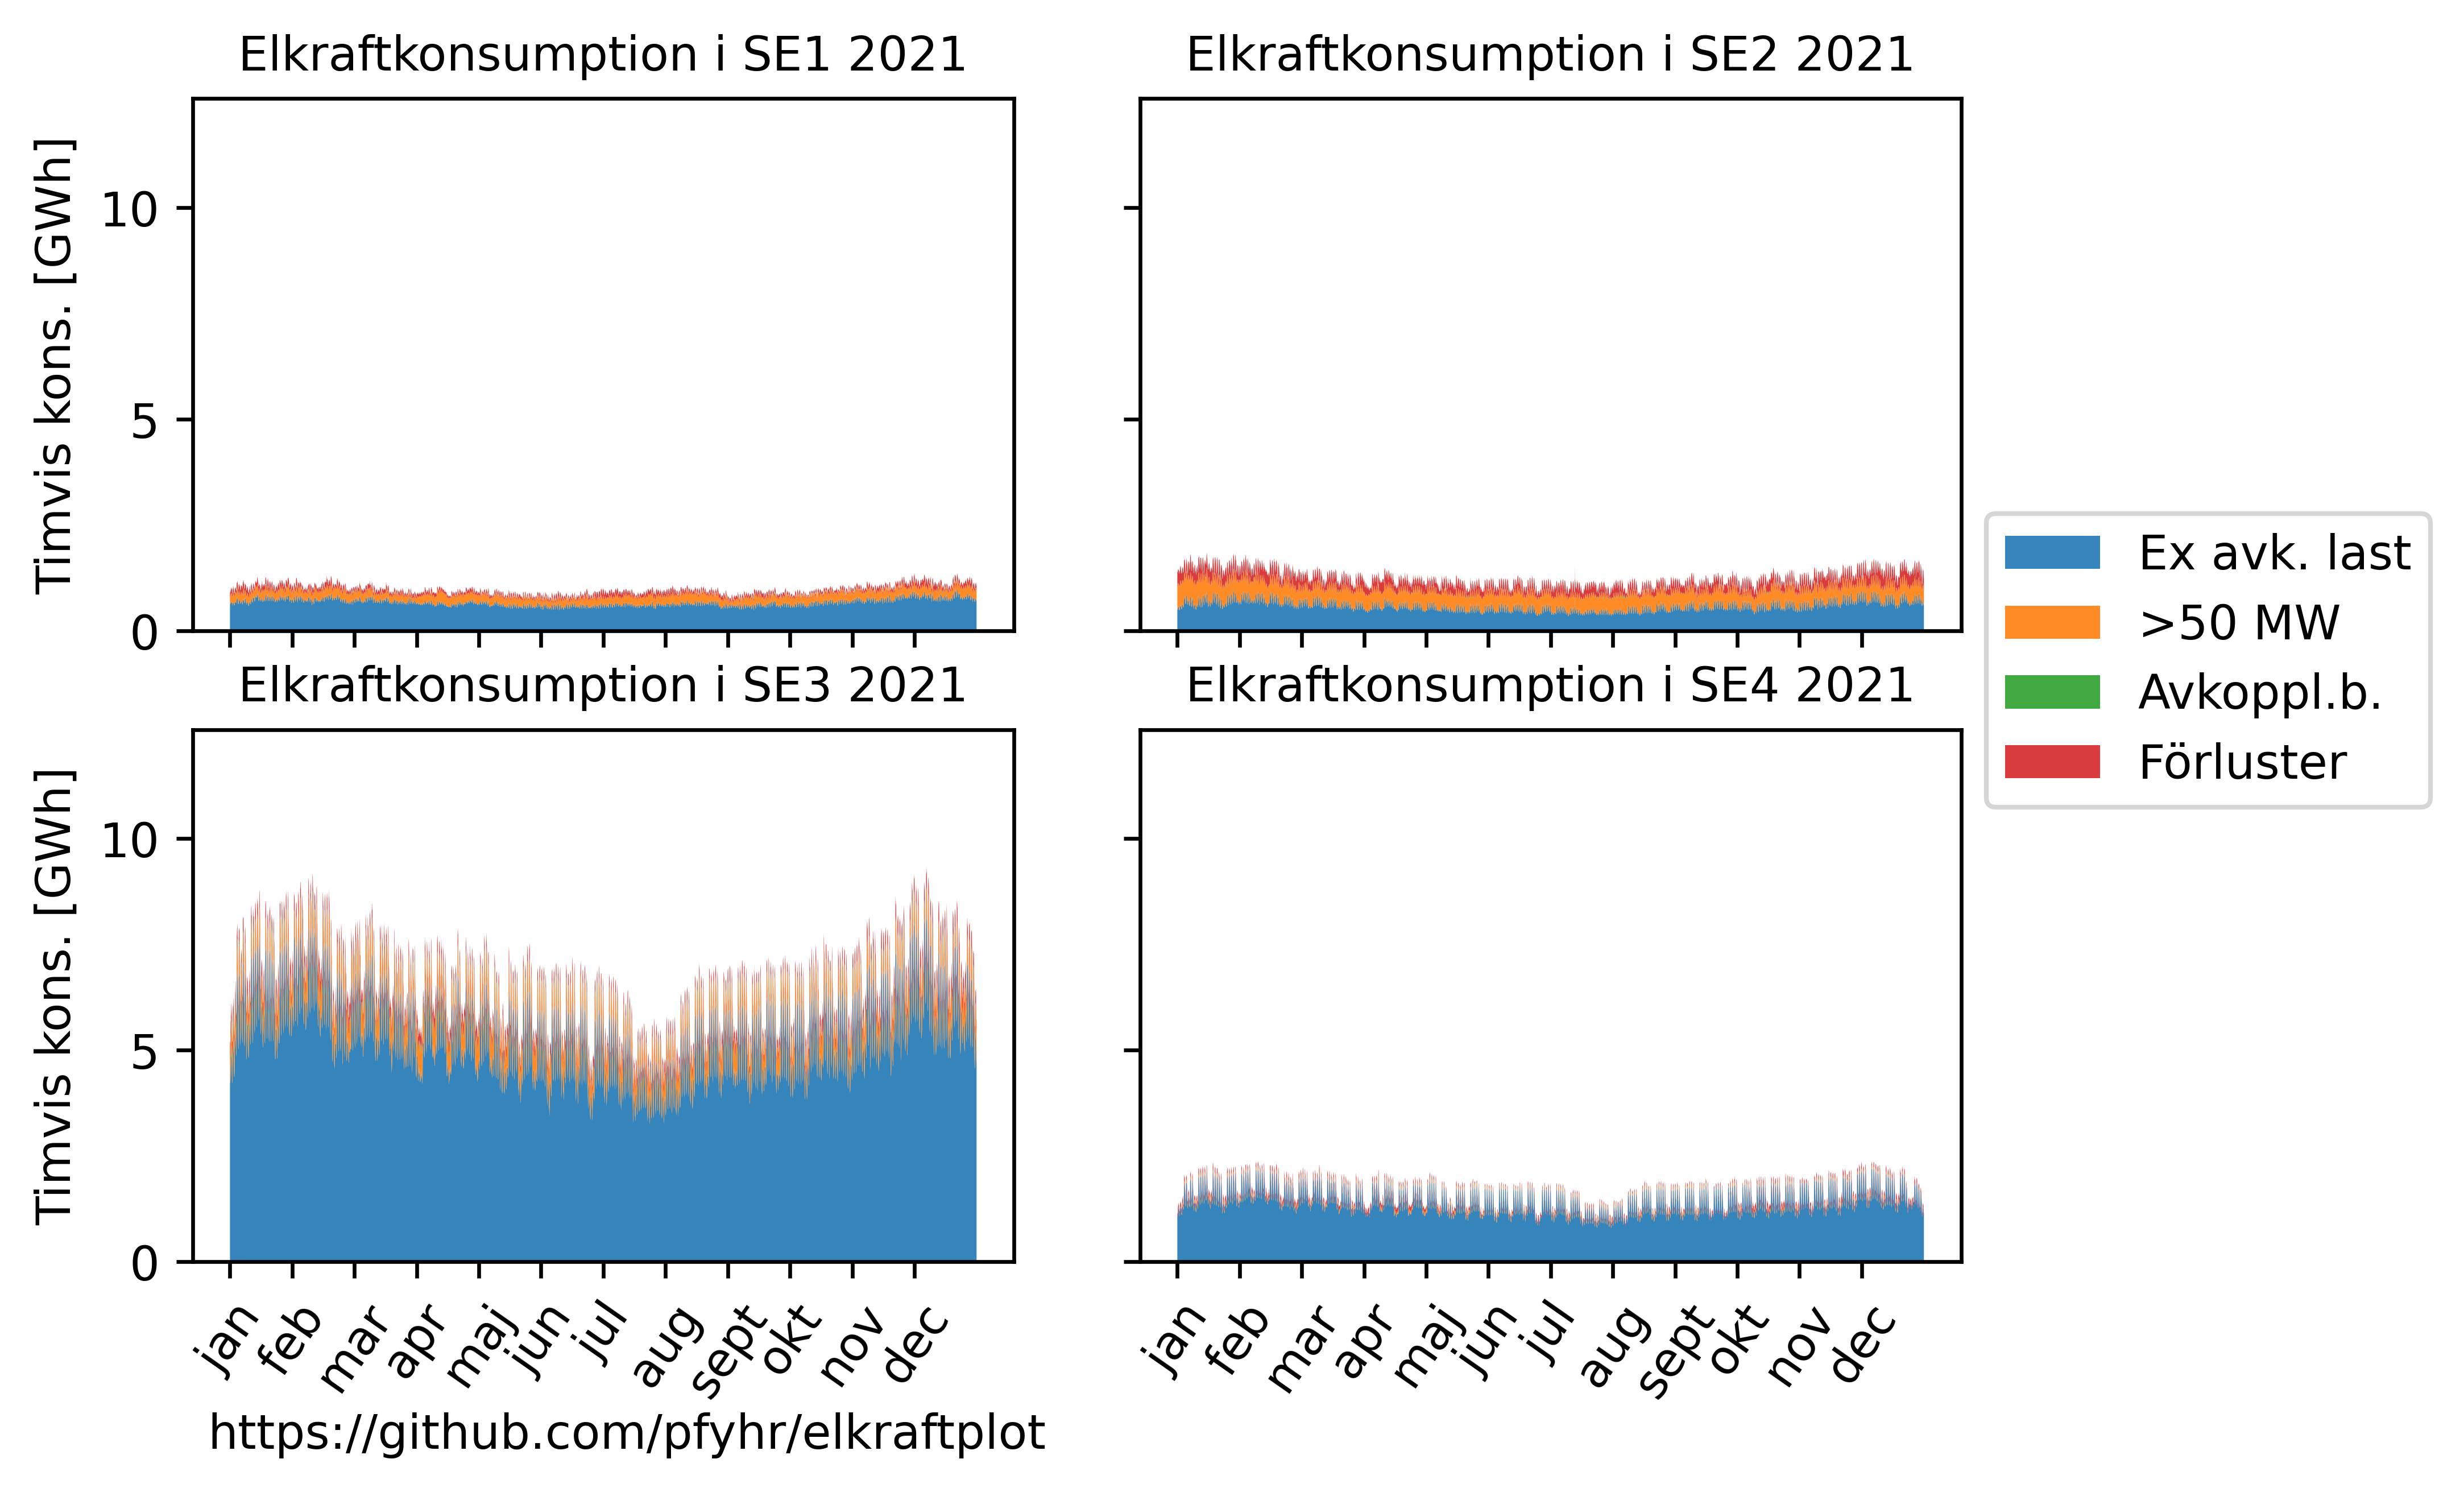 Elkraftkonsumption i SE1 2021
Elkraftkonsumption i SE2 2021
Timvis kons. [GWh]
10
5
0
Ex avk. last
>50 MW
Avkoppl.b.
Förluster
Elkraftkonsumption i SE3 2021
Elkraftkonsumption i SE4 2021
Timvis kons. [GWh]
10
5
0
jan feb mar apr maj jun jul aug sept okt nov dec
jan feb mar apr maj jun jul aug sept okt nov dec
https://github.com/pfyhr/elkraftplot